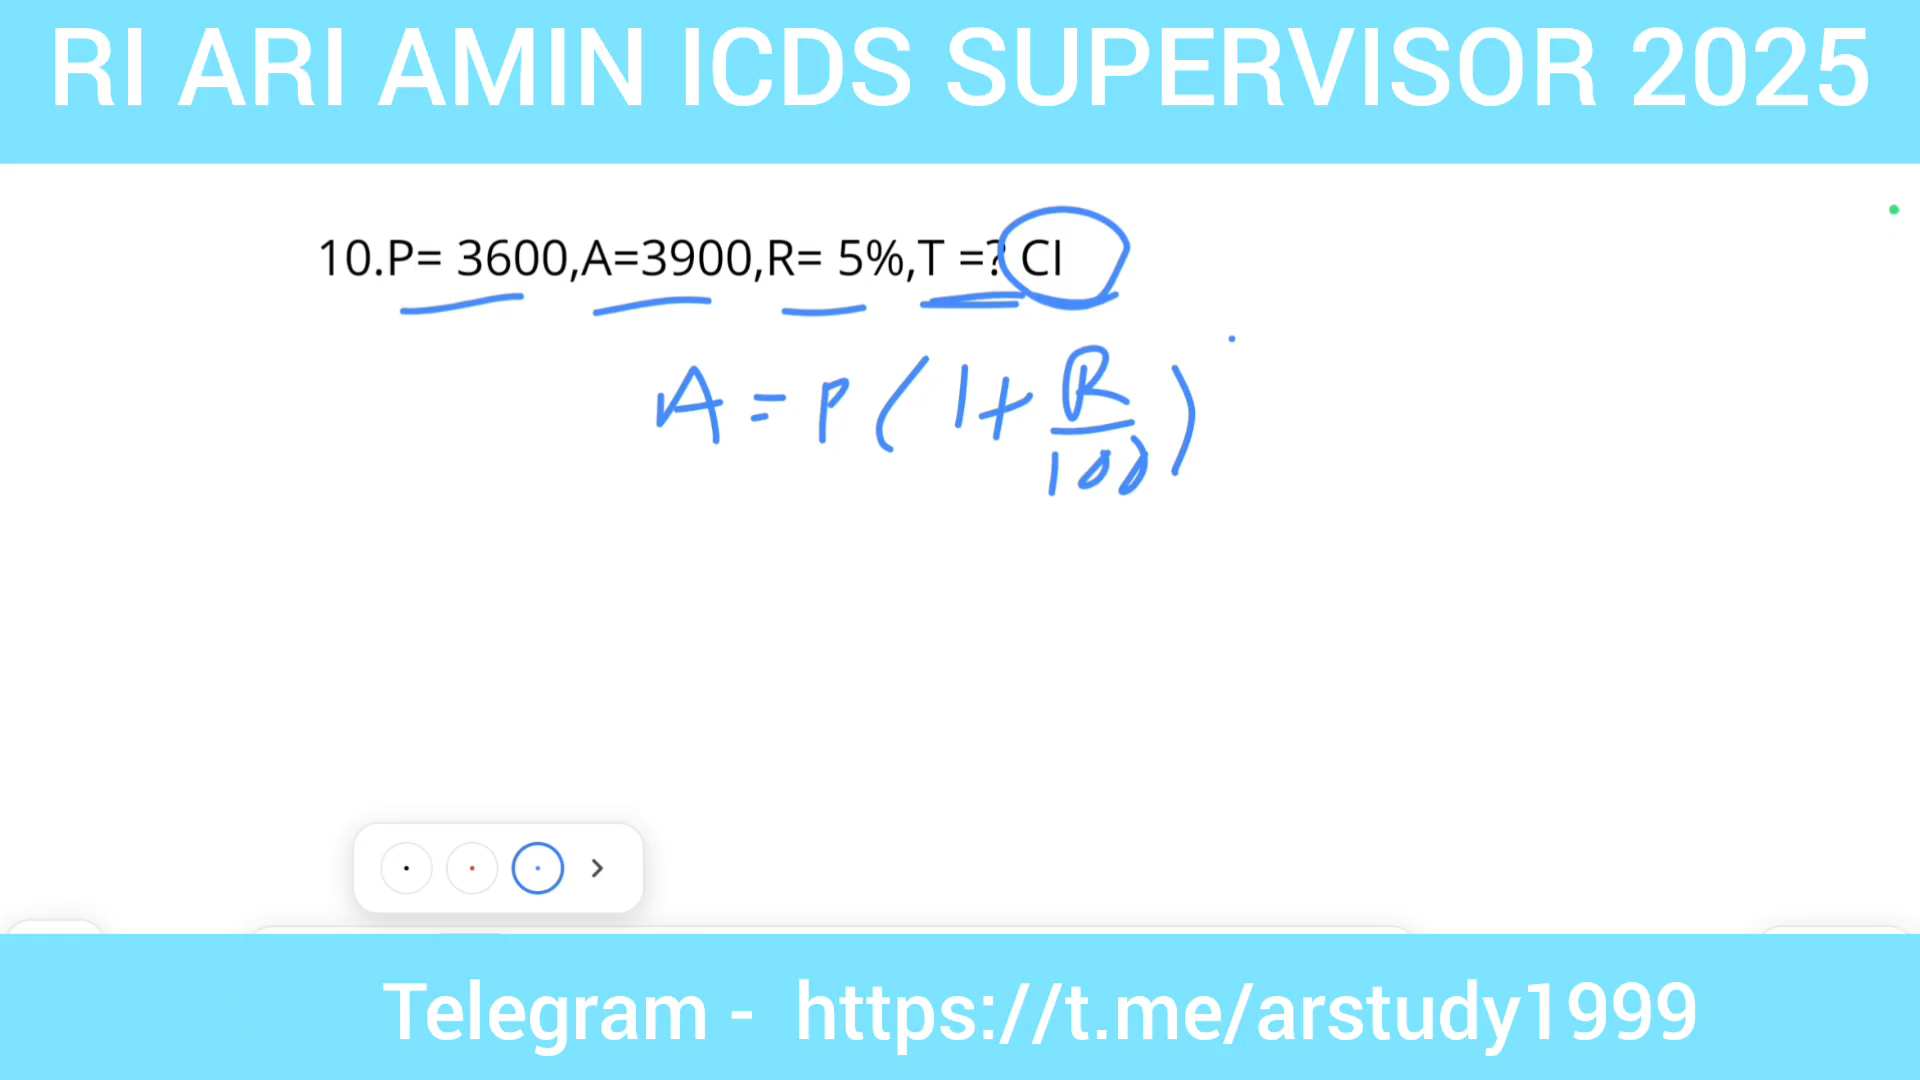 RI ARI AMIN ICDS SUPERVISOR 2025
10.P= 3600,A=3900,R= 5%,T =? CI
A = P ( 1 + R/100 )
Telegram - https://t.me/arstudy1999